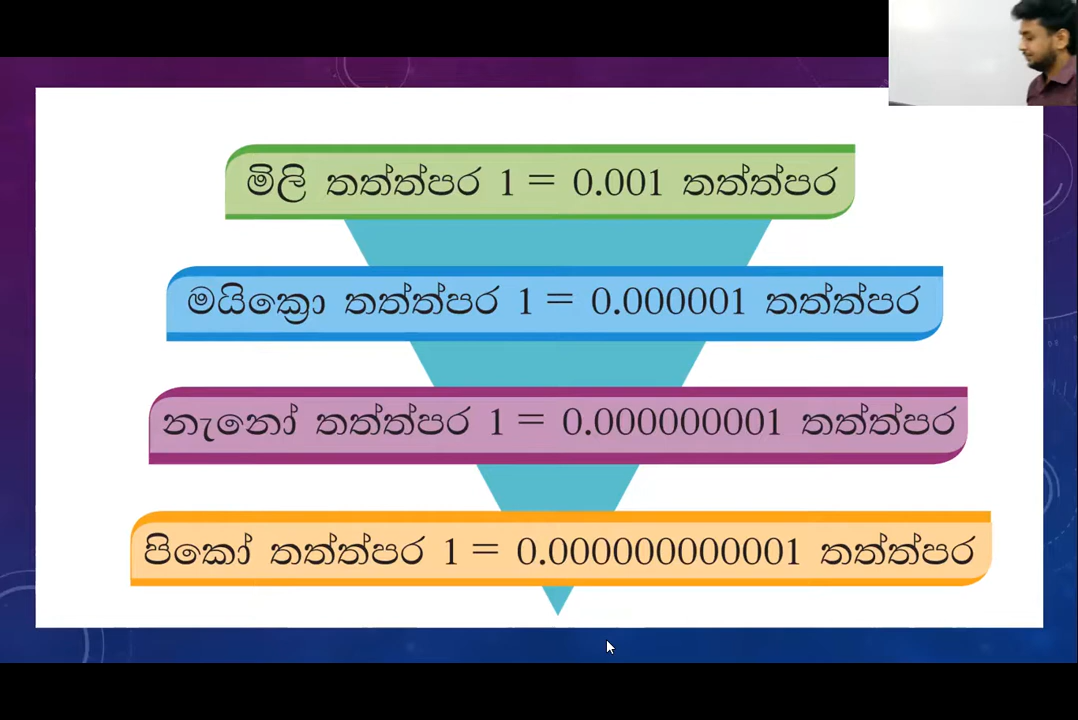 මිලි තත්ත්පර 1 = 0.001 තත්ත්පර
මයික්‍රො තත්ත්පර 1 = 0.000001 තත්ත්පර
නැනෝ තත්ත්පර 1 = 0.000000001 තත්ත්පර
පිකෝ තත්ත්පර 1 = 0.000000000001 තත්ත්පර